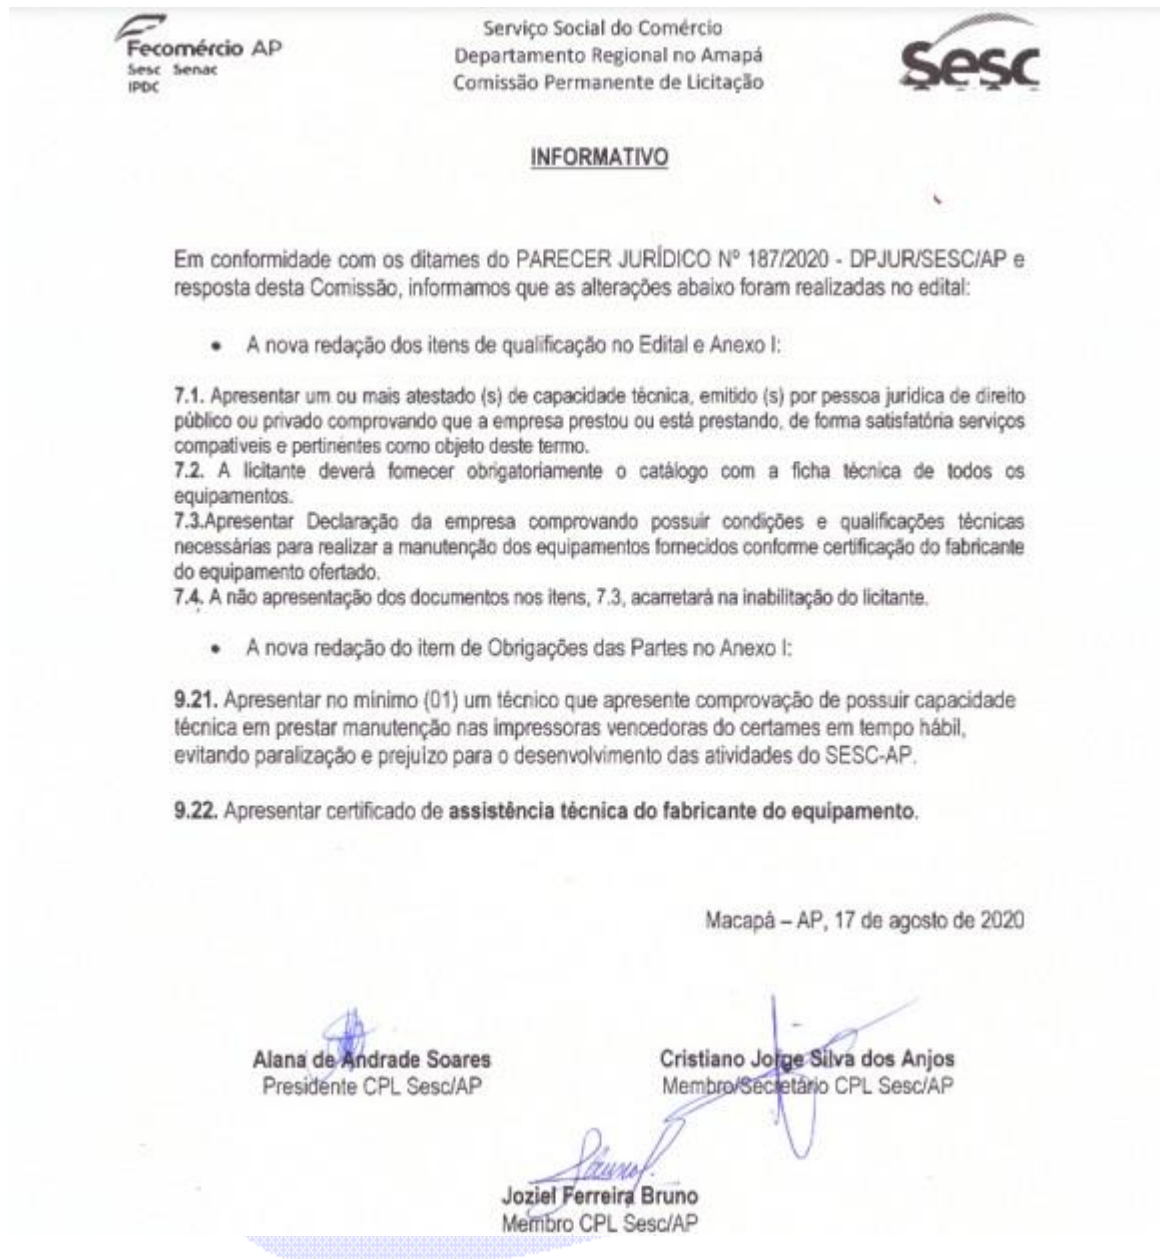 Fecomércio AP
Sesc Senac
IPDC
Serviço Social do Comércio
Departamento Regional no Amapá
Comissão Permanente de Licitação
Sesc
INFORMATIVO
Em conformidade com os ditames do PARECER JURÍDICO Nº 187/2020 - DPJUR/SESC/AP e
resposta desta Comissão, informamos que as alterações abaixo foram realizadas no edital:
• A nova redação dos itens de qualificação no Edital e Anexo I:
7.1. Apresentar um ou mais atestado (s) de capacidade técnica, emitido (s) por pessoa jurídica de direito
público ou privado comprovando que a empresa prestou ou está prestando, de forma satisfatória serviços
compatíveis e pertinentes como objeto deste termo.
7.2. A licitante deverá fornecer obrigatoriamente o catálogo com a ficha técnica de todos os
equipamentos.
7.3.Apresentar Declaração da empresa comprovando possuir condições e qualificações técnicas
necessárias para realizar a manutenção dos equipamentos fornecidos conforme certificação do fabricante
do equipamento ofertado.
7.4. A não apresentação dos documentos nos itens, 7.3, acarretará na inabilitação do licitante.
• A nova redação do item de Obrigações das Partes no Anexo I:
9.21. Apresentar no mínimo (01) um técnico que apresente comprovação de possuir capacidade
técnica em prestar manutenção nas impressoras vencedoras do certames em tempo hábil,
evitando paralização e prejuízo para o desenvolvimento das atividades do SESC-AP.
9.22. Apresentar certificado de assistência técnica do fabricante do equipamento.
Macapá – AP, 17 de agosto de 2020
Alana de Andrade Soares
Presidente CPL Sesc/AP
Cristiano Jorge Silva dos Anjos
Membro/Secretário CPL Sesc/AP
Joziel Ferreira Bruno
Membro CPL Sesc/AP